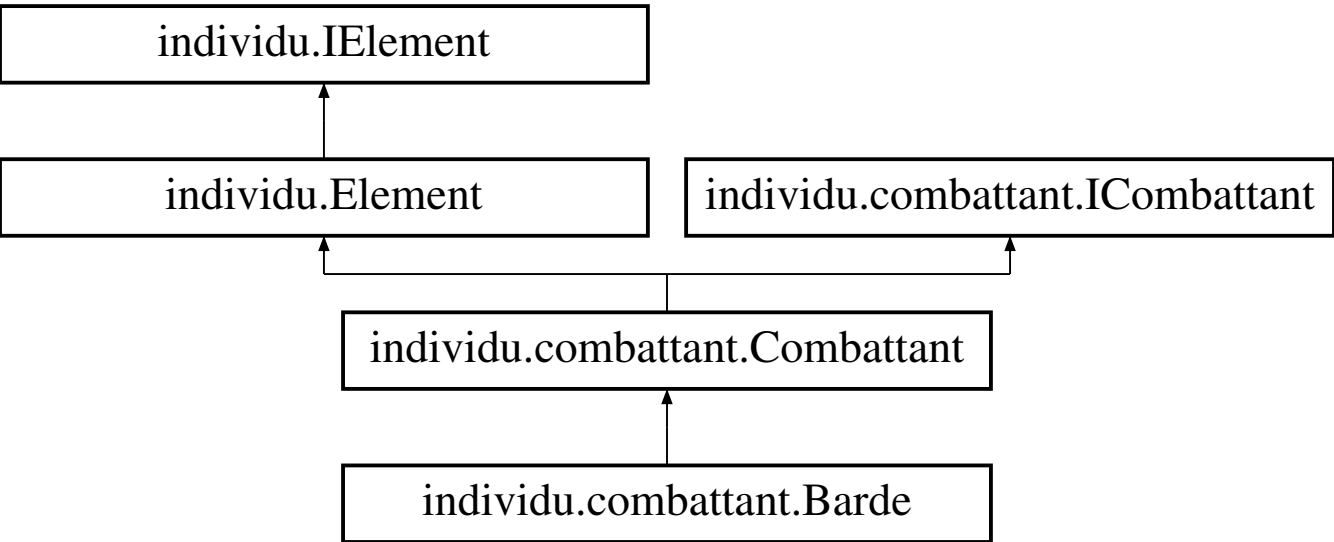 individu.IElement
individu.Element
individu.combattant.ICombattant
individu.combattant.Combattant
individu.combattant.Barde